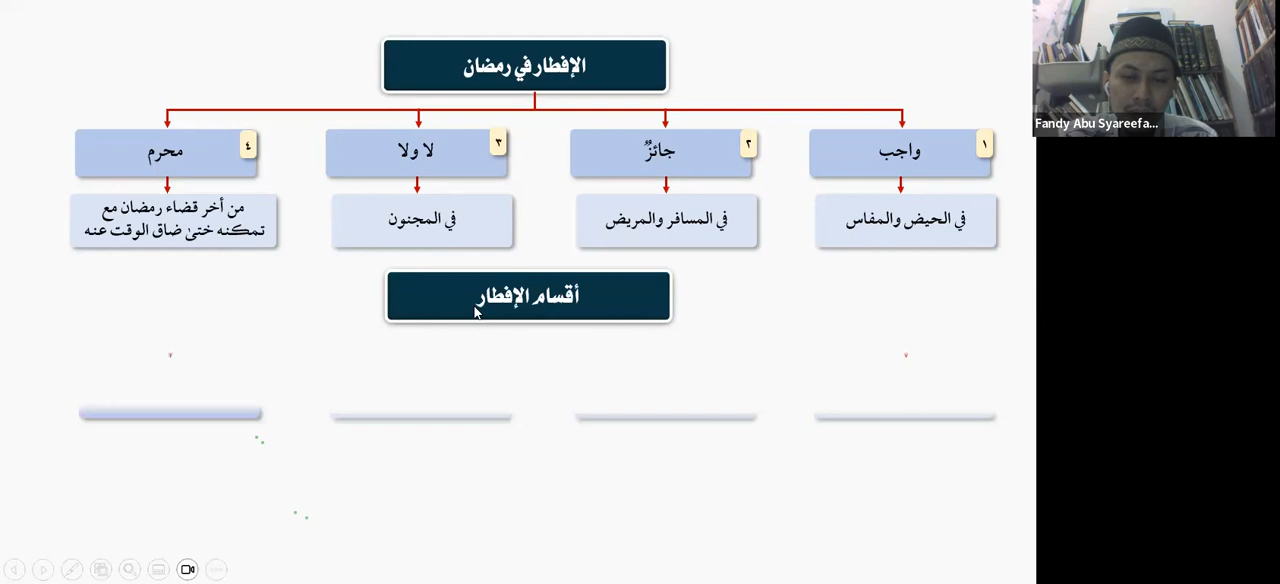 الإفطار في رمضان
١
واجب
٢
جائزٌ
٣
لا ولا
٤
محرم
في الحيض والمفاس
في المسافر والمريض
في المجنون
من أخر قضاء رمضان مع
تمكنه ختىٰ ضاق الوقت عنه
أقسام الإفطار
Fandy Abu Syareefa...